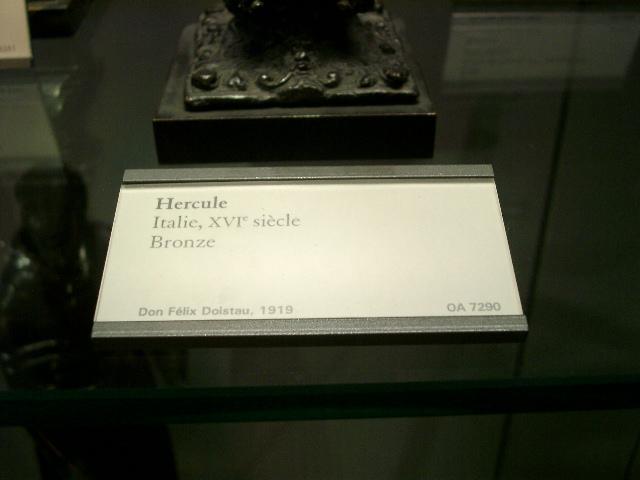 Hercule
Italie, XVIᵉ siècle
Bronze
Don Félix Doistau, 1919
OA 7290